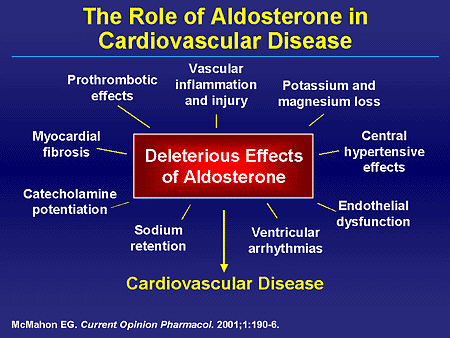 The Role of Aldosterone in
Cardiovascular Disease
Prothrombotic
effects
Vascular
inflammation
and injury
Potassium and
magnesium loss
Myocardial
fibrosis
Deleterious Effects
of Aldosterone
Central
hypertensive
effects
Catecholamine
potentiation
Sodium
retention
Ventricular
arrhythmias
Endothelial
dysfunction
Cardiovascular Disease
McMahon EG. Current Opinion Pharmacol. 2001;1:190-6.